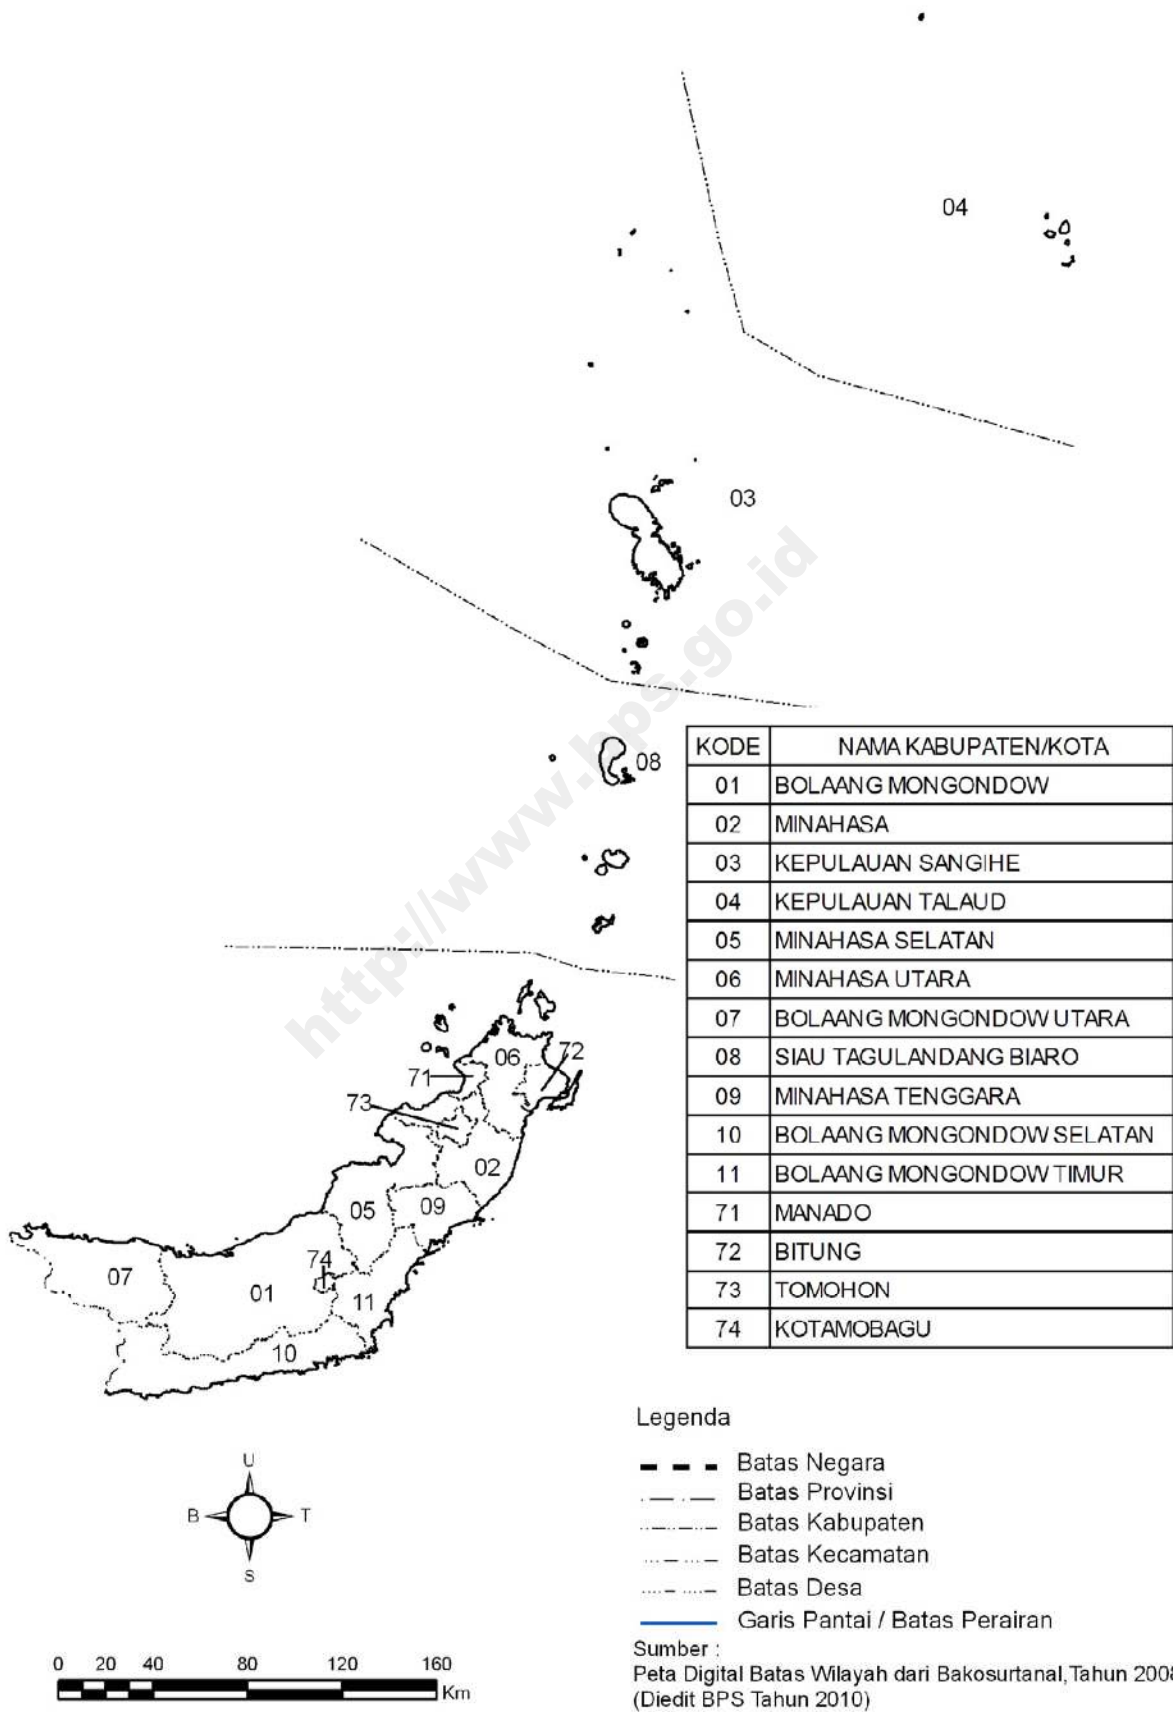 04
03
08
http://www.bps.go.id
KODE NAMA KABUPATEN/KOTA
01 BOLAANG MONGONDOW
02 MINAHASA
03 KEPULAUAN SANGIHE
04 KEPULAUAN TALAUD
05 MINAHASA SELATAN
06 MINAHASA UTARA
07 BOLAANG MONGONDOW UTARA
08 SIAU TAGULANDANG BIARO
09 MINAHASA TENGGARA
10 BOLAANG MONGONDOW SELATAN
11 BOLAANG MONGONDOW TIMUR
71 MANADO
72 BITUNG
73 TOMOHON
74 KOTAMOBAGU
06
72
71
73
02
05
09
74
07
01
11
10
U
B T
S
0 20 40 80 120 160
Km
Legenda
Batas Negara
Batas Provinsi
Batas Kabupaten
Batas Kecamatan
Batas Desa
Garis Pantai / Batas Perairan
Sumber :
Peta Digital Batas Wilayah dari Bakosurtanal, Tahun 2008
(Diedit BPS Tahun 2010)